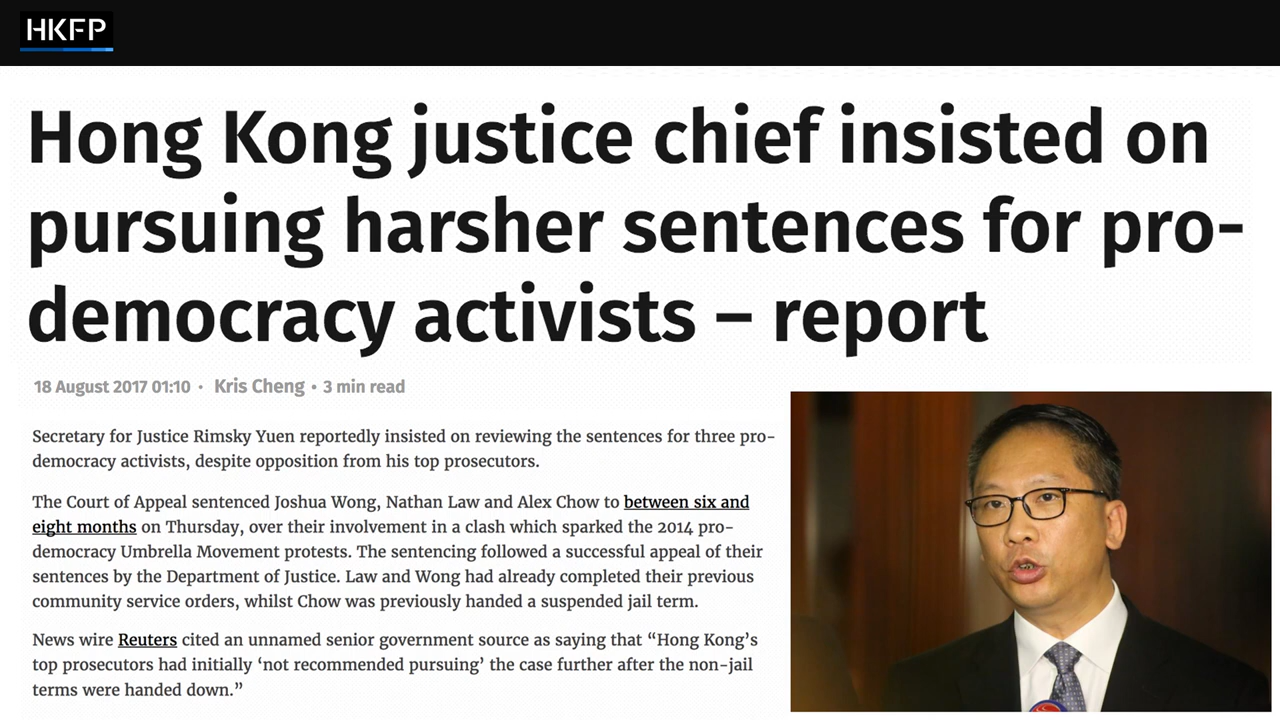 HKFP
Hong Kong justice chief insisted on
pursuing harsher sentences for pro-
democracy activists – report
18 August 2017 01:10 · Kris Cheng • 3 min read
Secretary for Justice Rimsky Yuen reportedly insisted on reviewing the sentences for three pro-
democracy activists, despite opposition from his top prosecutors.
The Court of Appeal sentenced Joshua Wong, Nathan Law and Alex Chow to between six and
eight months on Thursday, over their involvement in a clash which sparked the 2014 pro-
democracy Umbrella Movement protests. The sentencing followed a successful appeal of their
sentences by the Department of Justice. Law and Wong had already completed their previous
community service orders, whilst Chow was previously handed a suspended jail term.
News wire Reuters cited an unnamed senior government source as saying that “Hong Kong’s
top prosecutors had initially ‘not recommended pursuing’ the case further after the non-jail
terms were handed down.”